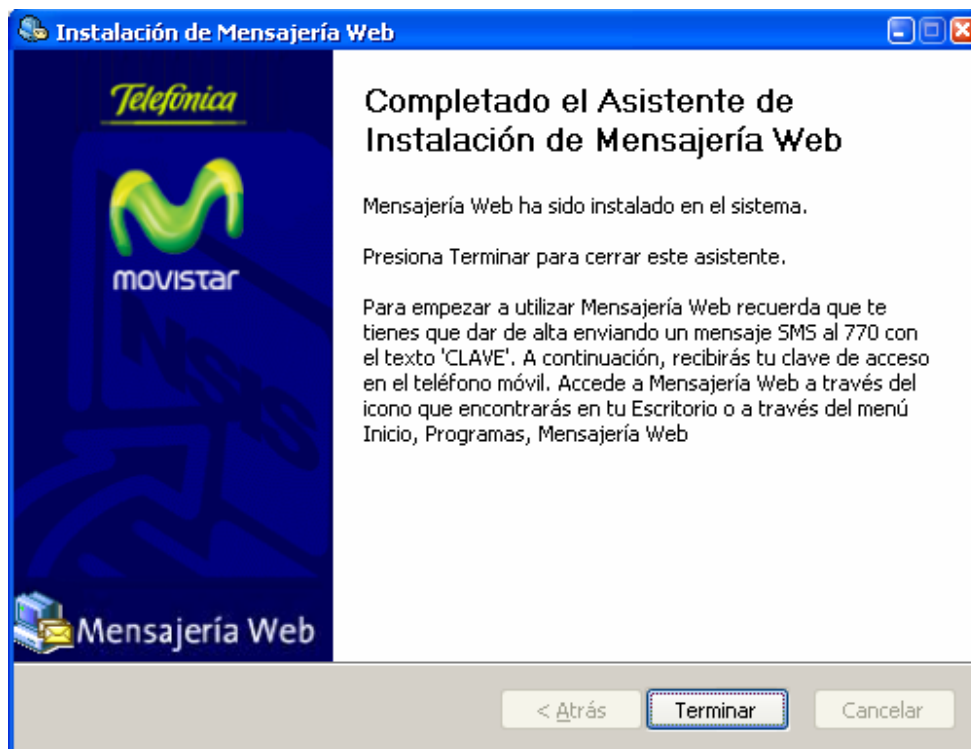 Instalación de Mensajería Web
Telefónica
movistar
NSIS
Mensajería Web
Completado el Asistente de
Instalación de Mensajería Web
Mensajería Web ha sido instalado en el sistema.
Presiona Terminar para cerrar este asistente.
Para empezar a utilizar Mensajería Web recuerda que te
tienes que dar de alta enviando un mensaje SMS al 770 con
el texto 'CLAVE'. A continuación, recibirás tu clave de acceso
en el teléfono móvil. Accede a Mensajería Web a través del
icono que encontrarás en tu Escritorio o a través del menú
Inicio, Programas, Mensajería Web
< Atrás
Terminar
Cancelar